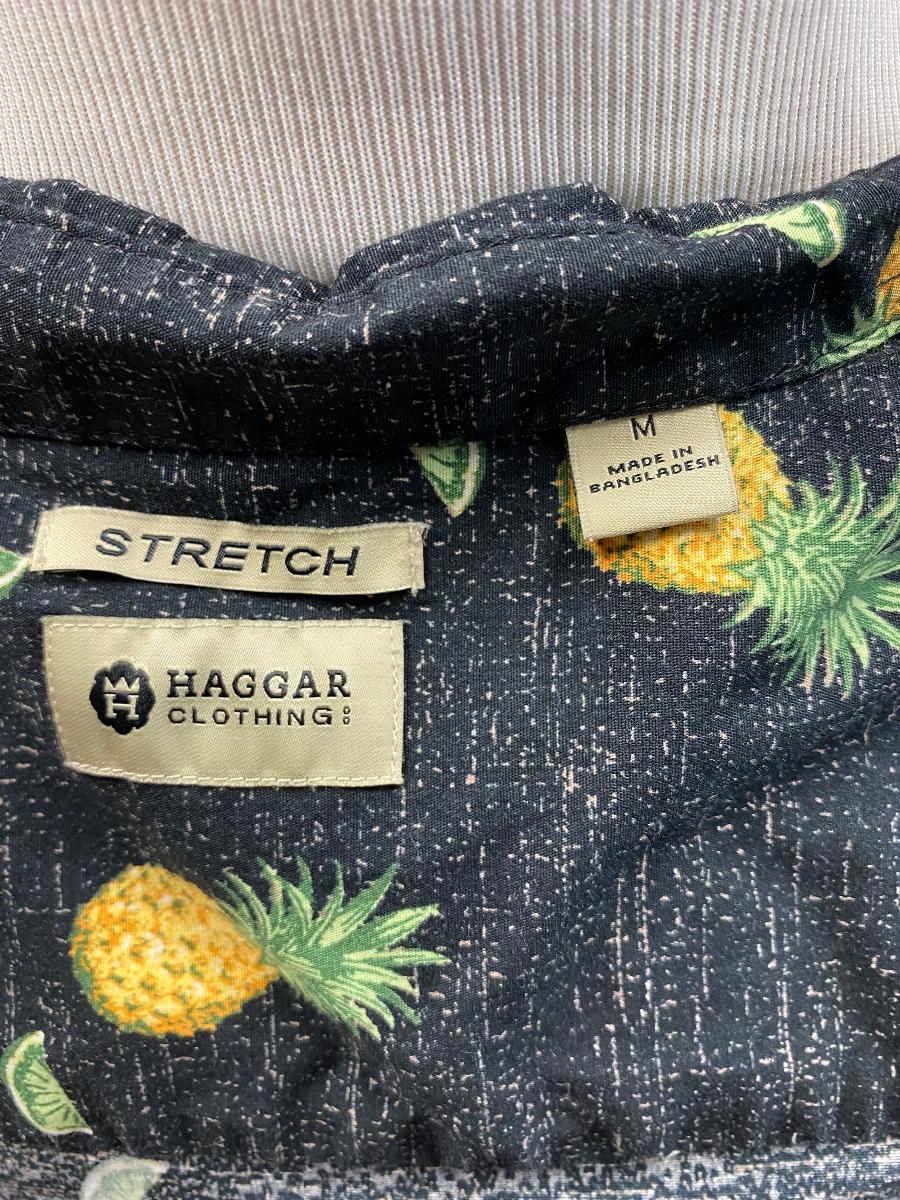 M
MADE IN
BANGLADESH
STRETCH
H
HAGGAR
CLOTHING